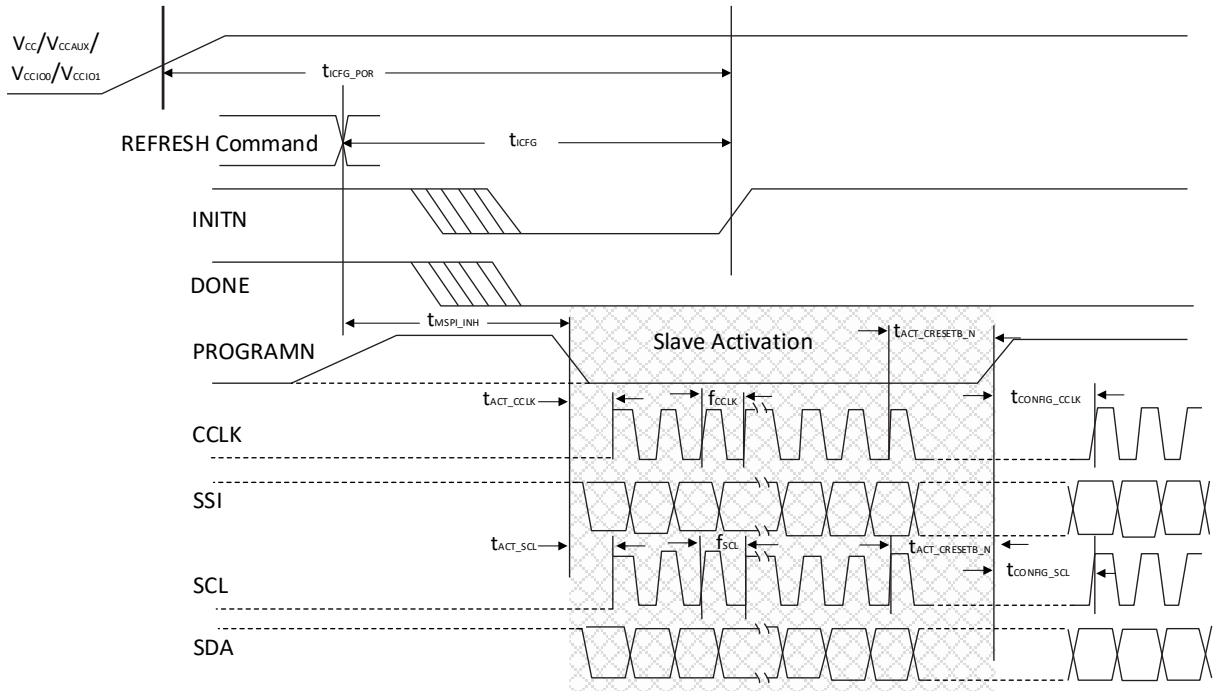 VCC/VCCAUX/
VCCIO0/VCCIO1
tICFG_POR
REFRESH Command
tICFG
INITN
DONE
tMSPI_INH
Slave Activation
tACT_CRESETB_N
PROGRAMN
tACT_CCLK
fCCLK
tCONFIG_CCLK
CCLK
SSI
tACT_SCL
fSCL
tACT_CRESETB_N
tCONFIG_SCL
SCL
SDA